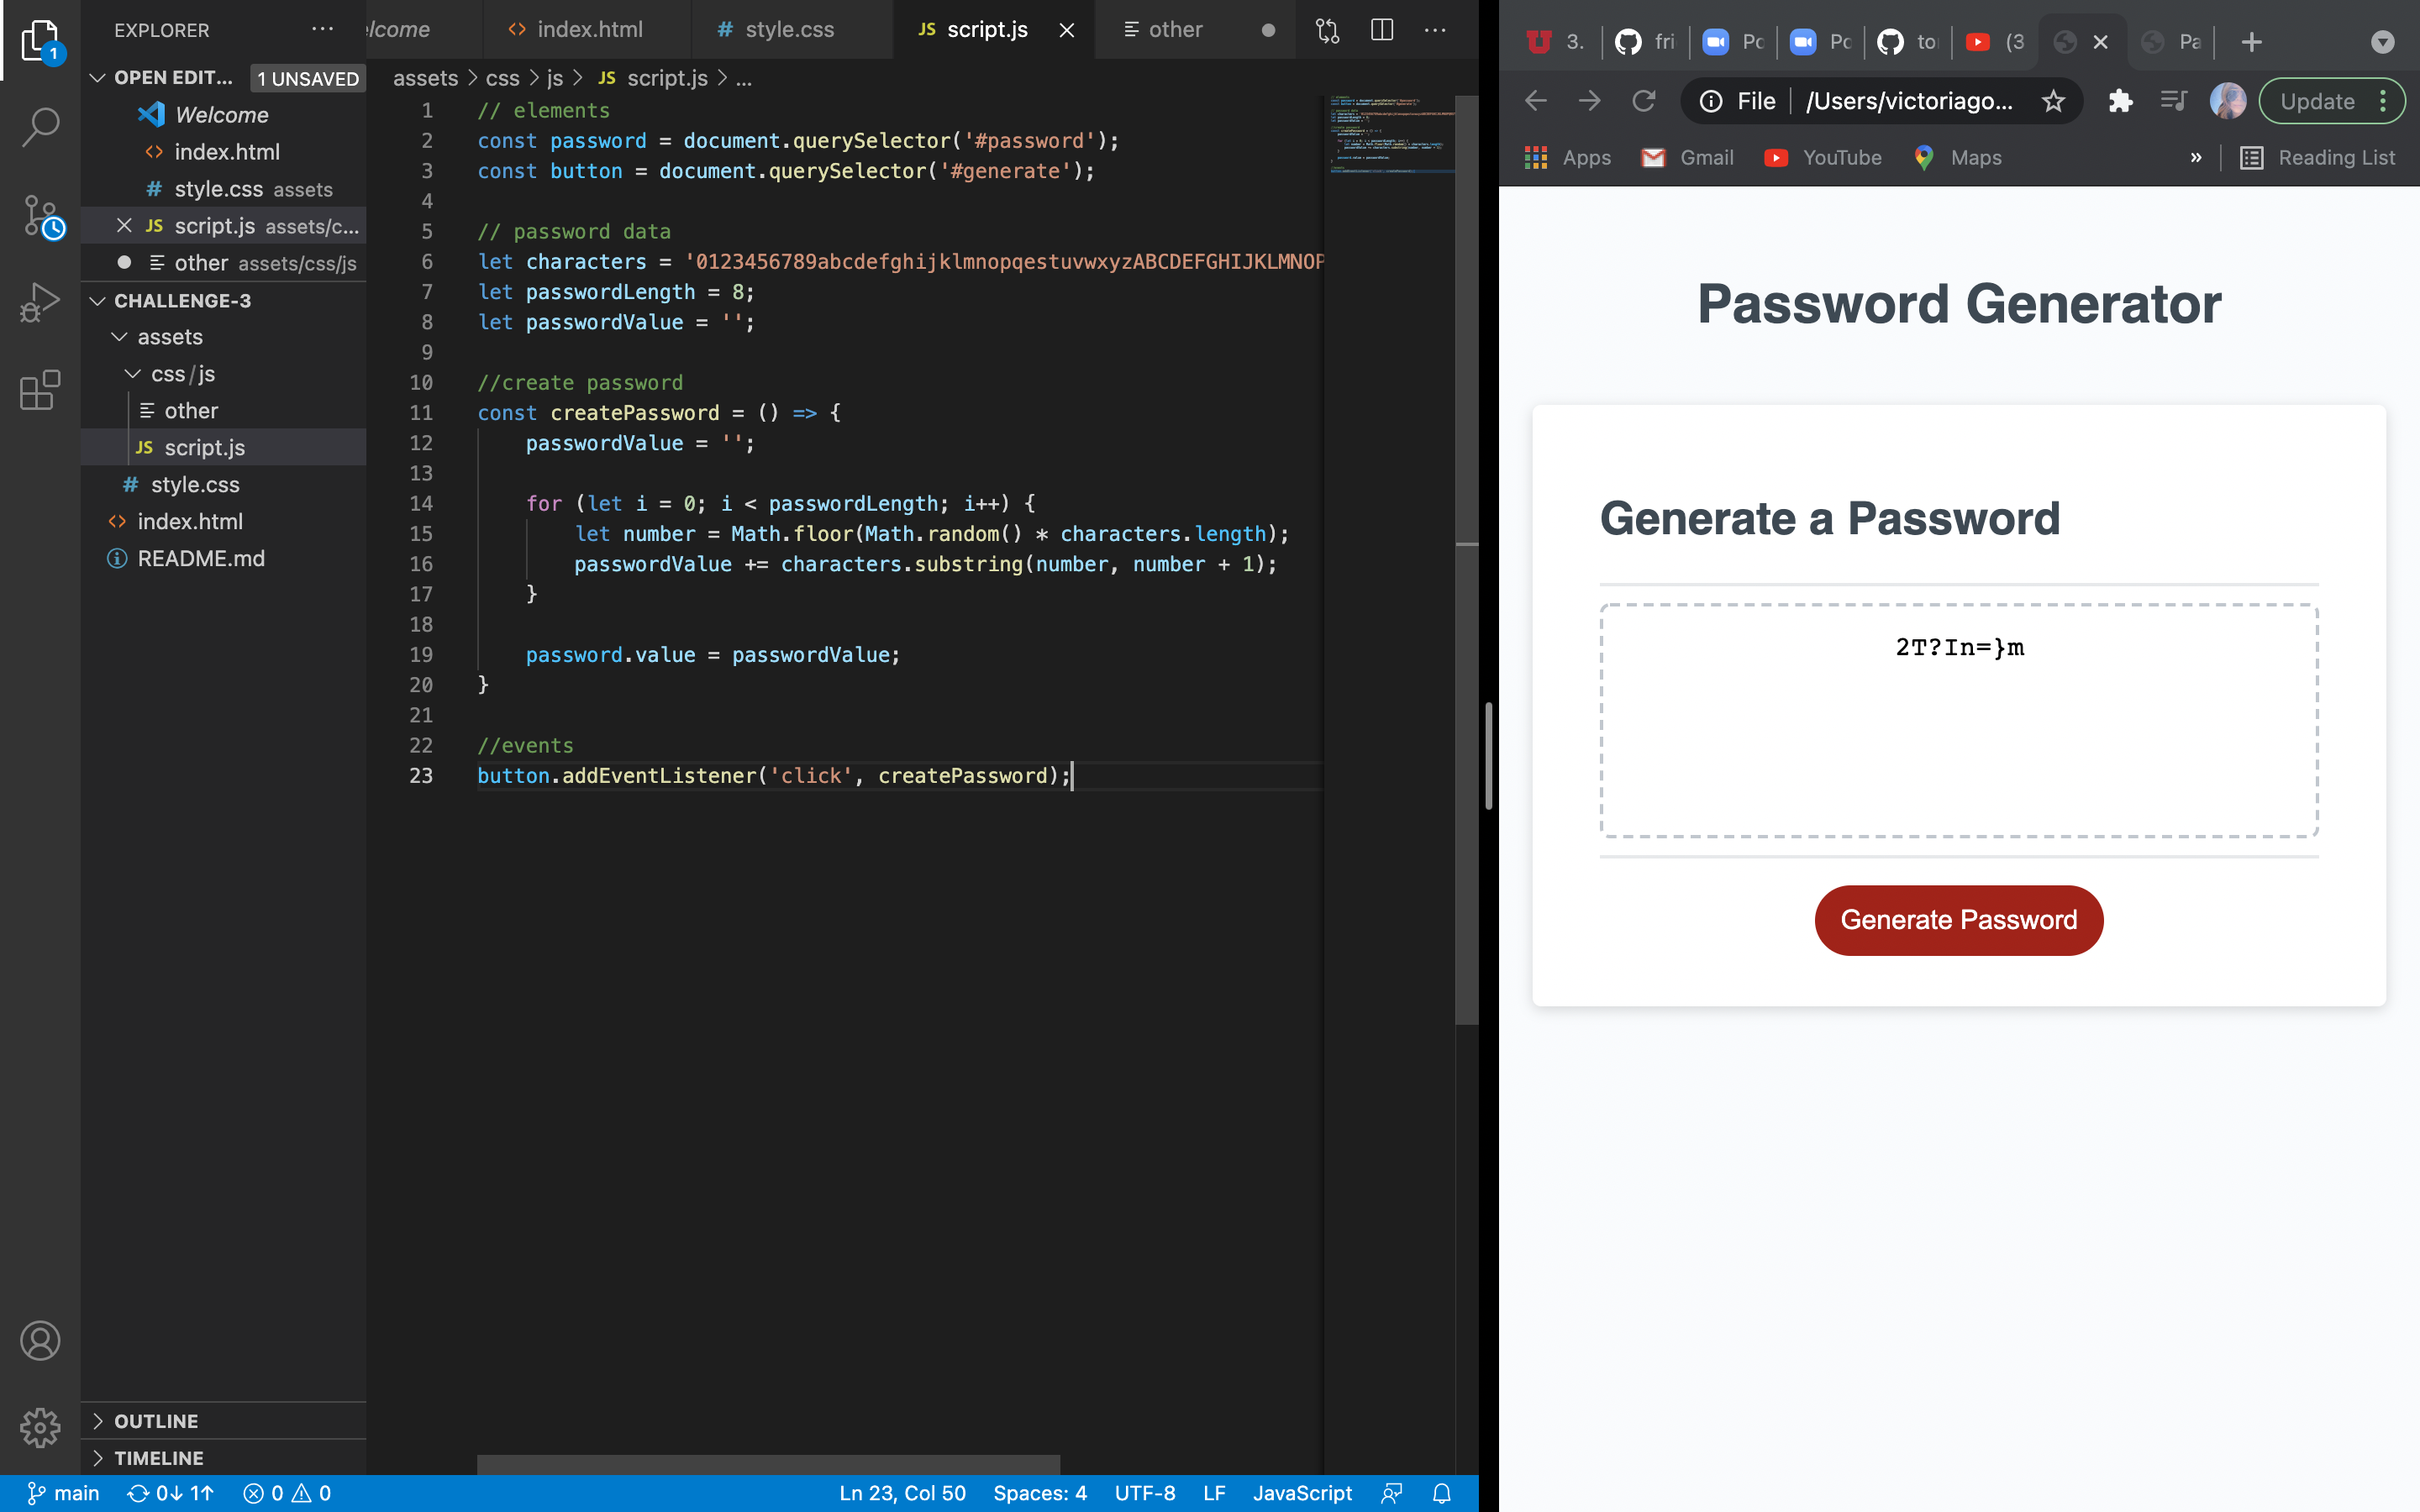 EXPLORER
OPEN EDIT...
1 UNSAVED
Welcome
index.html
style.css assets
script.js assets/c...
other assets/css/js
CHALLENGE-3
assets
css/js
other
script.js
style.css
index.html
README.md
OUTLINE
TIMELINE
1
elcome
index.html
style.css
script.js
other
assets > css > js > JS script.js > ...
1 // elements
2 const password = document.querySelector('#password');
3 const button = document.querySelector('#generate');
4
5 // password data
6 let characters = '0123456789abcdefghijklmnopqestuvwxyzABCDEFGHIJKLMNOP
7 let passwordLength = 8;
8 let passwordValue = '';
9
10 //create password
11 const createPassword = () => {
12 passwordValue = '';
13
14 for (let i = 0; i < passwordLength; i++) {
15 let number = Math.floor(Math.random() * characters.length);
16 passwordValue += characters.substring(number, number + 1);
17 }
18
19 password.value = passwordValue;
20 }
21
22 //events
23 button.addEventListener('click', createPassword);
main 0↓ 1↑ 0 0
Ln 23, Col 50 Spaces: 4 UTF-8 LF JavaScript
3. fri Po Po to (3 Pa
File /Users/victoriago... Update
Apps Gmail YouTube Maps » Reading List
Password Generator
Generate a Password
2T?In=}m
Generate Password